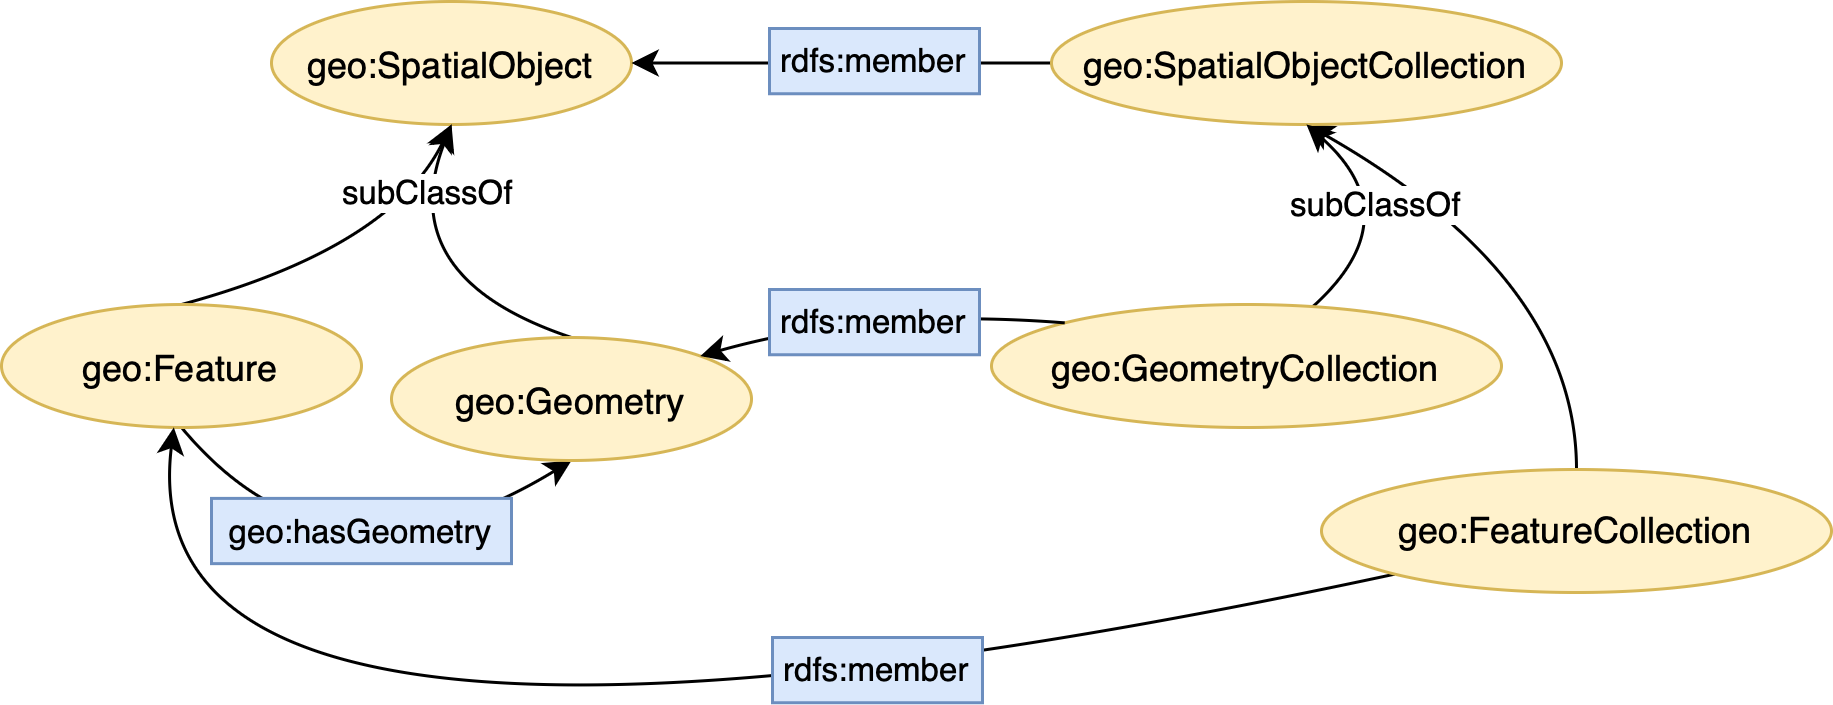 geo:SpatialObject
rdfs:member
geo:SpatialObjectCollection
subClassOf
subClassOf
rdfs:member
geo:Feature
geo:Geometry
geo:GeometryCollection
geo:hasGeometry
geo:FeatureCollection
rdfs:member